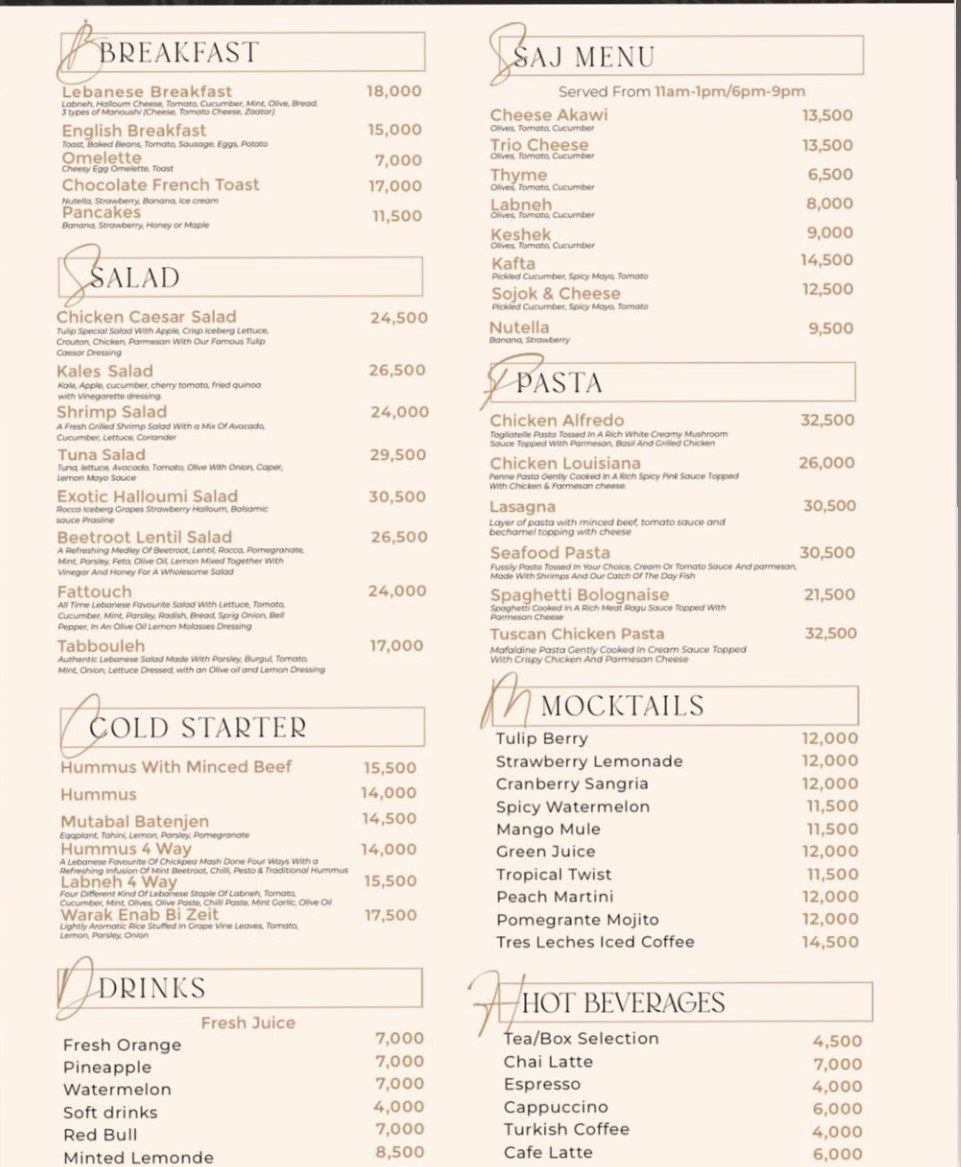 BREAKFAST
Lebanese Breakfast 18,000
Labneh, Halloum Cheese, Tomato, Cucumber, Mint, Olive, Bread.
3 types of Manoushi (Cheese, Tomato Cheese, Zaatar)
English Breakfast 15,000
Toast, Baked Beans, Tomato, Sausage, Eggs, Potato
Omelette 7,000
Cheesy Egg Omelette, Toast
Chocolate French Toast 17,000
Nutella, Strawberry, Banana, Ice cream
Pancakes 11,500
Banana, Strawberry, Honey or Maple
SALAD
Chicken Caesar Salad 24,500
Tulip Special Salad With Apple, Crisp Iceberg Lettuce,
Crouton, Chicken, Parmesan With Our Famous Tulip
Caesar Dressing
Kales Salad 26,500
Kale, Apple, cucumber, cherry tomato, fried quinoa
with Vinegarette dressing.
Shrimp Salad 24,000
A Fresh Grilled Shrimp Salad With a Mix Of Avocado,
Cucumber, Lettuce, Coriander
Tuna Salad 29,500
Tuna, lettuce, Avocado, Tomato, Olive With Onion, Caper,
Lemon Mayo Sauce
Exotic Halloumi Salad 30,500
Rocca Iceberg Grapes Strawberry Halloum, Balsamic
sauce Prasline
Beetroot Lentil Salad 26,500
A Refreshing Medley Of Beetroot, Lentil, Rocca, Pomegranate,
Mint, Parsley, Feta, Olive Oil, Lemon Mixed Together With
Vinegar And Honey For A Wholesome Salad
Fattouch 24,000
All Time Lebanese Favourite Salad With Lettuce, Tomato,
Cucumber, Mint, Parsley, Radish, Bread, Sprig Onion, Bell
Pepper, In An Olive Oil Lemon Molasses Dressing
Tabbouleh 17,000
Authentic Lebanese Salad Made With Parsley, Burgul, Tomato,
Mint, Onion, Lettuce Dressed, with an Olive oil and Lemon Dressing
COLD STARTER
Hummus With Minced Beef 15,500
Hummus 14,000
Mutabal Batenjen 14,500
Eqqplant, Tahini, Lemon, Parsley, Pomegranate
Hummus 4 Way 14,000
A Lebanese Favourite Of Chickpea Mash Done Four Ways With a
Refreshing Infusion Of Mint Beetroot, Chilli, Pesto & Traditional Hummus
Labneh 4 Way 15,500
Four Different Kind Of Lebanese Staple Of Labneh, Tomato,
Cucumber, Mint, Olives, Olive Paste, Chilli Paste, Mint Garlic, Olive Oil
Warak Enab Bi Zeit 17,500
Lightly Aromatic Rice Stuffed In Grape Vine Leaves, Tomato,
Lemon, Parsley, Onion
DRINKS
Fresh Juice
Fresh Orange 7,000
Pineapple 7,000
Watermelon 7,000
Soft drinks 4,000
Red Bull 7,000
Minted Lemonde 8,500
SAJ MENU
Served From 11am-1pm/6pm-9pm
Cheese Akawi 13,500
Olives, Tomato, Cucumber
Trio Cheese 13,500
Olives, Tomato, Cucumber
Thyme 6,500
Olives, Tomato, Cucumber
Labneh 8,000
Olives, Tomato, Cucumber
Keshek 9,000
Olives, Tomato, Cucumber
Kafta 14,500
Pickled Cucumber, Spicy Mayo, Tomato
Sojok & Cheese 12,500
Pickled Cucumber, Spicy Mayo, Tomato
Nutella 9,500
Banana, Strawberry
PASTA
Chicken Alfredo 32,500
Tagliatelle Pasta Tossed In A Rich White Creamy Mushroom
Sauce Topped With Parmesan, Basil And Grilled Chicken
Chicken Louisiana 26,000
Penne Pasta Gently Cooked In A Rich Spicy Pink Sauce Topped
With Chicken & Parmesan cheese.
Lasagna 30,500
Layer of pasta with minced beef, tomato sauce and
bechamel topping with cheese
Seafood Pasta 30,500
Fussily Pasta Tossed In Your Choice, Cream Or Tomato Sauce And parmesan,
Made With Shrimps And Our Catch Of The Day Fish
Spaghetti Bolognaise 21,500
Spaghetti Cooked In A Rich Meat Ragu Sauce Topped With
Parmesan Cheese
Tuscan Chicken Pasta 32,500
Mafaldine Pasta Gently Cooked In Cream Sauce Topped
With Crispy Chicken And Parmesan Cheese
MOCKTAILS
Tulip Berry 12,000
Strawberry Lemonade 12,000
Cranberry Sangria 12,000
Spicy Watermelon 11,500
Mango Mule 11,500
Green Juice 12,000
Tropical Twist 11,500
Peach Martini 12,000
Pomegrante Mojito 12,000
Tres Leches Iced Coffee 14,500
HOT BEVERAGES
Tea/Box Selection 4,500
Chai Latte 7,000
Espresso 4,000
Cappuccino 6,000
Turkish Coffee 4,000
Cafe Latte 6,000